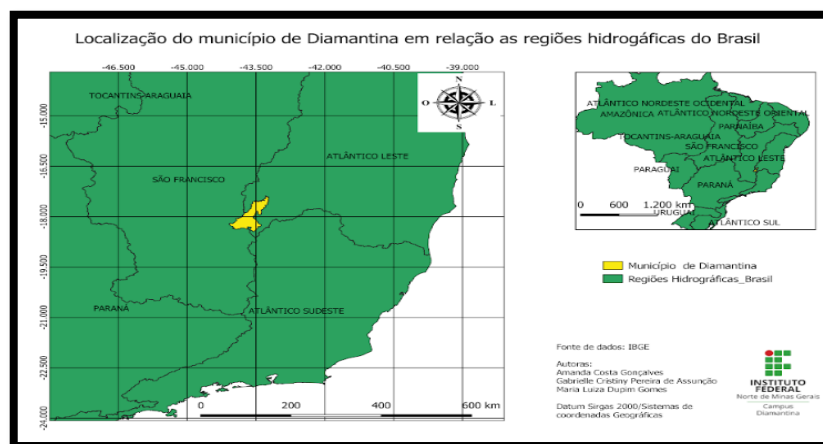 Localização do município de Diamantina em relação as regiões hidrogáficas do Brasil
-46.500 -45.000 -43.500 -42.000 -40.500 -39.000
-15.000
-16.500
-18.000
-19.500
-21.000
-22.500
-24.000
N
O L
S
TOCANTINS-ARAGUAIA
ATLÂNTICO LESTE
SÃO FRANCISCO
PARANÁ
ATLÂNTICO SUDESTE
0 200 400 600 km
ATLÂNTICO NORDESTE OCIDENTAL
AMAZÔNICA ATLÂNTICO NORDESTE ORIENTAL
PARNAÍBA
TOCANTINS-ARAGUAIA
SÃO FRANCISCO
ATLÂNTICO LESTE
PARAGUAI
PARANÁ
0 600 1.200 km
URUGUAI
ATLÂNTICO SUL
Município de Diamantina
Regiões Hidrográficas_Brasil
Fonte de dados: IBGE
Autoras:
Amanda Costa Gonçalves
Gabrielle Cristiny Pereira de Assunção
Maria Luiza Dupim Gomes
Datum Sirgas 2000/Sistemas de
coordenadas Geográficas
INSTITUTO
FEDERAL
Norte de Minas Gerais
Campus
Diamantina